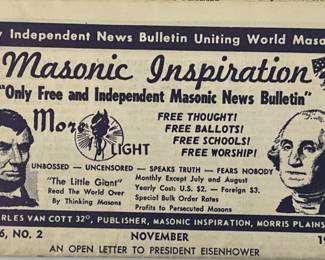 Independent News Bulletin Uniting World
Masonic Inspiration
"Only Free and Independent Masonic News Bulletin"
More
LIGHT
FREE THOUGHT!
FREE BALLOTS!
FREE SCHOOLS!
FREE WORSHIP!
UNBOSSED - UNCENSORED - SPEAKS TRUTH - FEARS NOBODY
"The Little Giant"
Read The World Over
By Thinking Masons
Monthly Except July and August
Yearly Cost: U.S. $2. - Foreign $3.
Special Bulk Order Rates
Profits to Persecuted Masons
RLES VAN COTT 32°, PUBLISHER, MASONIC INSPIRATION, MORRIS PLAINS
6, NO. 2
NOVEMBER
AN OPEN LETTER TO PRESIDENT EISENHOWER